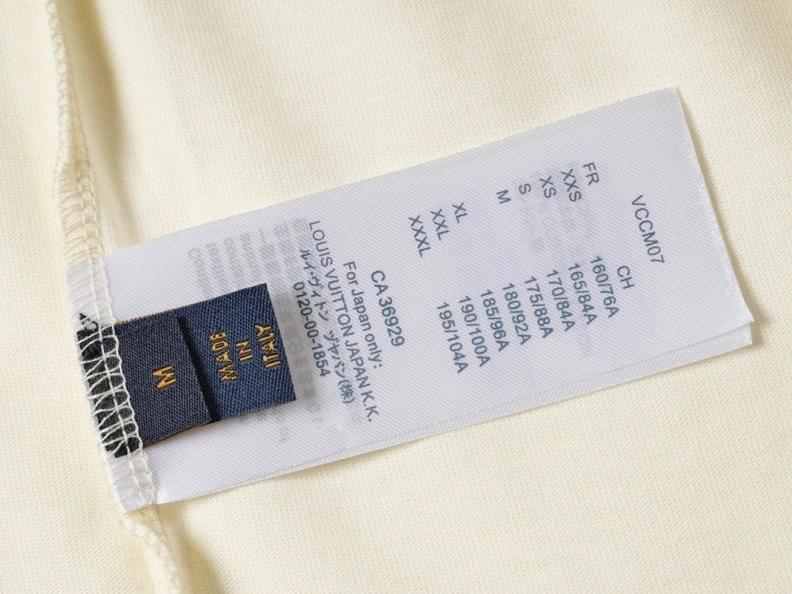 VCCM07
FR CH
XXS 160/76A
XS 165/84A
S 170/84A
M 175/88A
180/92A
XL 185/96A
XXL 190/100A
XXXL 195/104A
CA 36929
For Japan only:
LOUIS VUITTON JAPAN K.K.
ルイ・ヴィトン ヅヤパン(株)
0120-00-1854
MADE
IN
ITALY
M